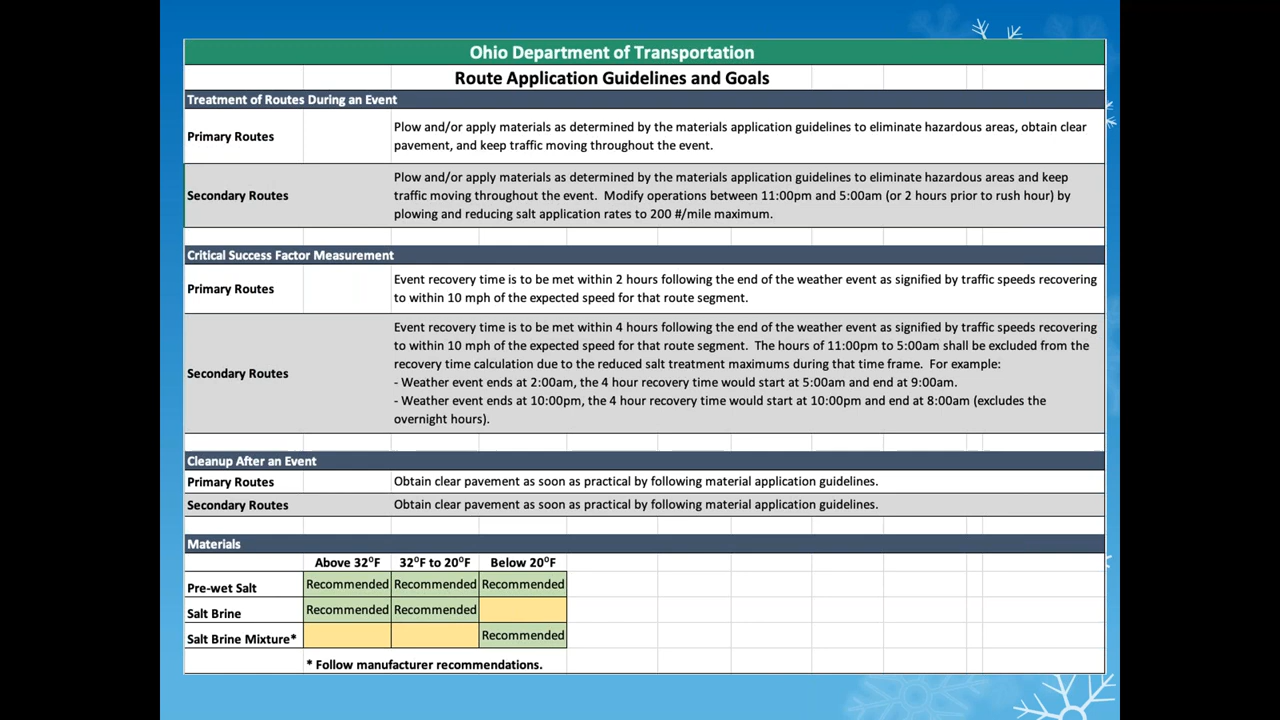 Ohio Department of Transportation
Route Application Guidelines and Goals
Treatment of Routes During an Event
Primary Routes
Plow and/or apply materials as determined by the materials application guidelines to eliminate hazardous areas, obtain clear
pavement, and keep traffic moving throughout the event.
Secondary Routes
Plow and/or apply materials as determined by the materials application guidelines to eliminate hazardous areas and keep
traffic moving throughout the event.  Modify operations between 11:00pm and 5:00am (or 2 hours prior to rush hour) by
plowing and reducing salt application rates to 200 #/mile maximum.
Critical Success Factor Measurement
Primary Routes
Event recovery time is to be met within 2 hours following the end of the weather event as signified by traffic speeds recovering
to within 10 mph of the expected speed for that route segment.
Secondary Routes
Event recovery time is to be met within 4 hours following the end of the weather event as signified by traffic speeds recovering
to within 10 mph of the expected speed for that route segment.  The hours of 11:00pm to 5:00am shall be excluded from the
recovery time calculation due to the reduced salt treatment maximums during that time frame.  For example:
- Weather event ends at 2:00am, the 4 hour recovery time would start at 5:00am and end at 9:00am.
- Weather event ends at 10:00pm, the 4 hour recovery time would start at 10:00pm and end at 8:00am (excludes the
overnight hours).
Cleanup After an Event
Primary Routes Obtain clear pavement as soon as practical by following material application guidelines.
Secondary Routes Obtain clear pavement as soon as practical by following material application guidelines.
Materials
Above 32⁰F 32⁰F to 20⁰F Below 20⁰F
Pre-wet Salt Recommended Recommended Recommended
Salt Brine Recommended Recommended
Salt Brine Mixture* Recommended
* Follow manufacturer recommendations.